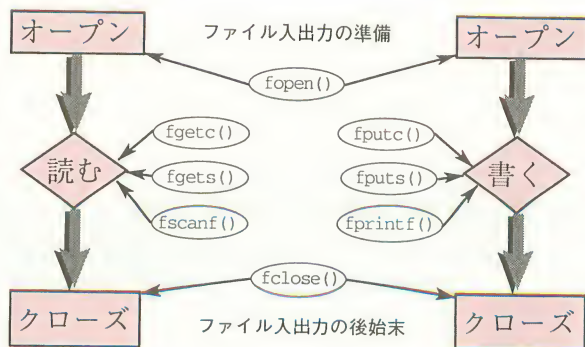 オープン
ファイル入出力の準備
オープン
fopen()
fgetc()
fputc()
読む
fgets()
fputs()
書く
fscanf()
fprintf()
fclose()
クローズ
ファイル入出力の後始末
クローズ